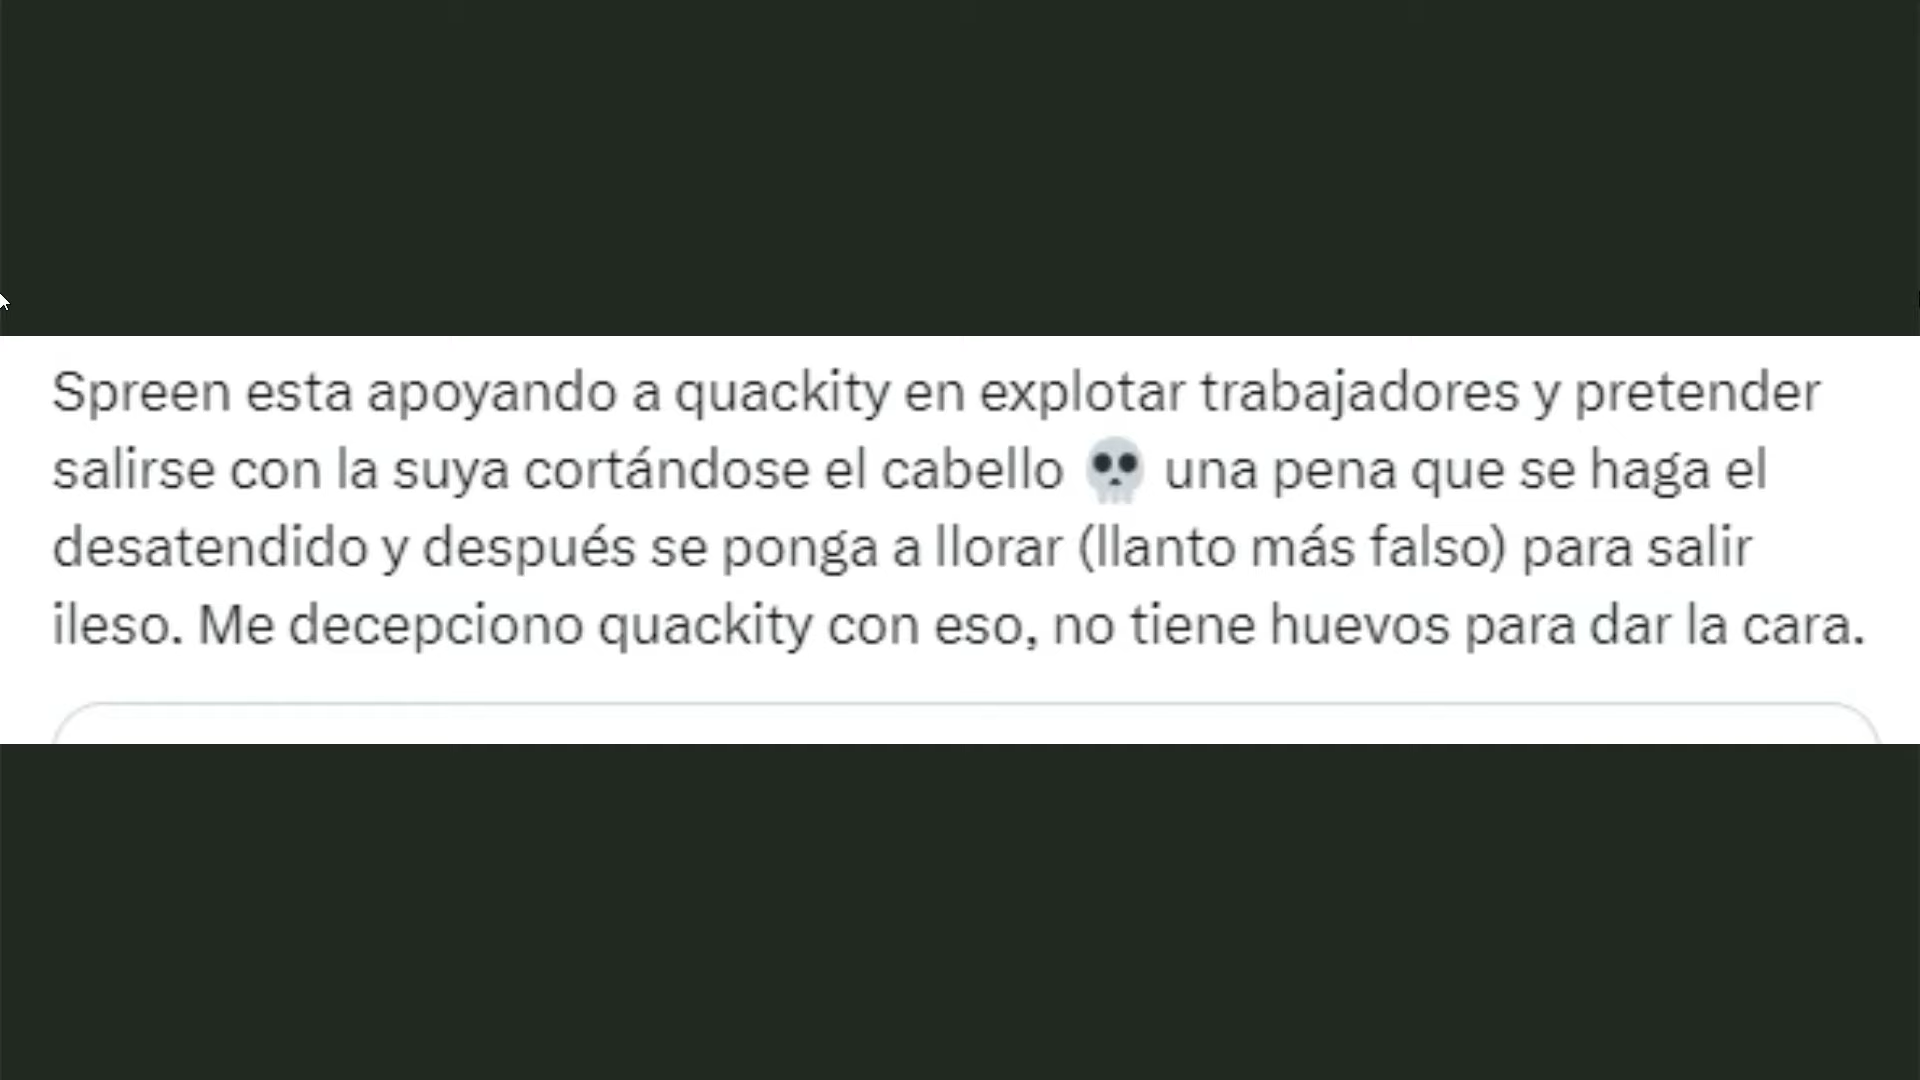 Spreen esta apoyando a quackity en explotar trabajadores y pretender
salirse con la suya cortándose el cabello 💀 una pena que se haga el
desatendido y después se ponga a llorar (llanto más falso) para salir
ileso. Me decepciono quackity con eso, no tiene huevos para dar la cara.